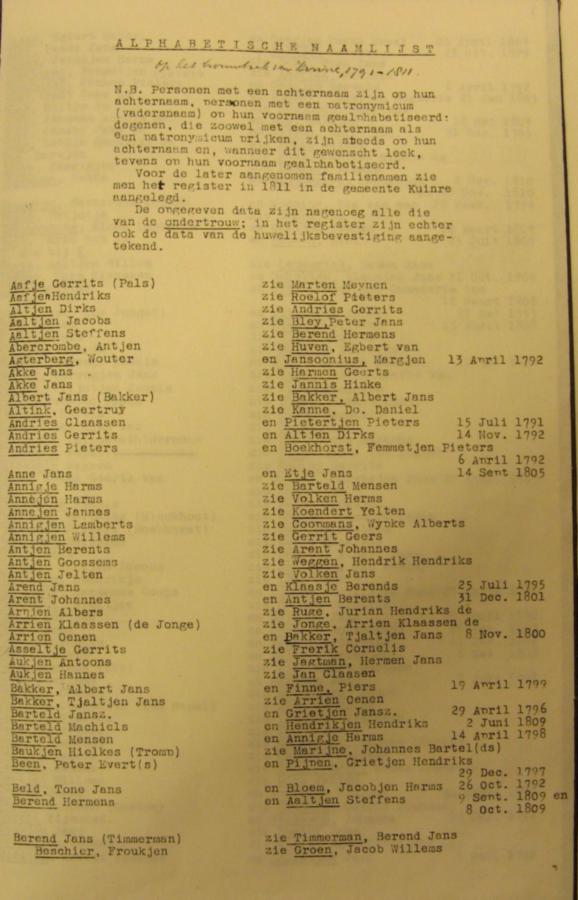 ALPHABETISCHE NAAMLIJST
1791-1811.
N.B. Personen met een achternaam zijn op hun
achternaam, personen met een patronymicum
(vadersnaam) op hun voornaam gealphabetiseerd;
degenen, die zoowel met een achternaam als
een patronymicum prijken, zijn steeds op hun
achternaam en, wanneer dit gewenscht leek,
tevens op hun voornaam gealphabetiseerd.
Voor de later aangenomen familienamen zie
men het register in 1811 in de gemeente Kuinre
aangelegd.
De opgegeven data zijn nagenoeg alle die
van de ondertrouw; in het register zijn echter
ook de data van de huwelijksbevestiging aange-
tekend.
Aafje Gerrits (Pals) zie Marten Meynen
Aafjen Hendriks zie Roelof Pieters
Altjen Dirks zie Andries Gerrits
Aaltjen Jacobs zie Bley, Peter Jans
Aaltjen Steffens zie Berend Hermens
Abercrombe, Antjen zie Huven, Egbert van
Agterberg, Wouter en Jansoonius, Margjen 13 April 1792
Akke Jans zie Harmen Geerts
Akke Jans zie Jannis Hinke
Albert Jans (Bakker) zie Bakker, Albert Jans
Altink, Geertruy zie Kanne, Do. Daniel
Andries Claassen en Pietertjen Pieters 15 Juli 1791
Andries Gerrits en Altien Dirks 14 Nov. 1792
Andries Pieters en Boekhorst, Femmetjen Pieters
6 April 1792
Anne Jans en Etje Jans 14 Sept 1805
Annigje Harms zie Barteld Mensen
Annejen Harms zie Volken Herms
Annejen Jannes zie Koendert Yelten
Annigjen Lamberts zie Coopmans, Wypke Alberts
Annigjen Willems zie Gerrit Geers
Antjen Berents zie Arent Johannes
Antjen Goossems zie Weggen, Hendrik Hendriks
Antjen Jelten zie Volken Jans
Arend Jans en Klaasje Berends 25 Juli 1795
Arent Johannes en Antjen Berents 31 Dec. 1801
Arnjen Albers zie Ruge, Jurian Hendriks de
Arrien Klaassen (de Jonge) zie Jonge, Arrien Klaassen de
Arrien Oenen en Bakker, Tjaltjen Jans 8 Nov. 1800
Asseltje Gerrits zie Frerik Cornelis
Aukjen Antoons zie Jagtman, Hermen Jans
Aukjen Hannes zie Jan Claasen
Bakker, Albert Jans en Finne, Piers 19 April 1799
Bakker, Tjaltjen Jans zie Arrien Oenen
Barteld Jansz. en Grietjen Jansz. 29 April 1796
Barteld Machiels en Hendrikjen Hendriks 2 Juni 1809
Barteld Mensen en Annigje Harms 14 April 1798
Baukjen Hielkes (Tromp) zie Marijne, Johannes Bartel(ds)
Been, Peter Evert(s) en Pijnen, Grietjen Hendriks
29 Dec. 1797
Beld, Tone Jans en Bloem, Jacobjen Harms 26 Oct. 1792
Berend Hermens en Aaltjen Steffens 9 Sept. 1809 en
8 Oct. 1809
Berend Jans (Timmerman) zie Timmerman, Berend Jans
Beschier, Froukjen zie Groen, Jacob Willems